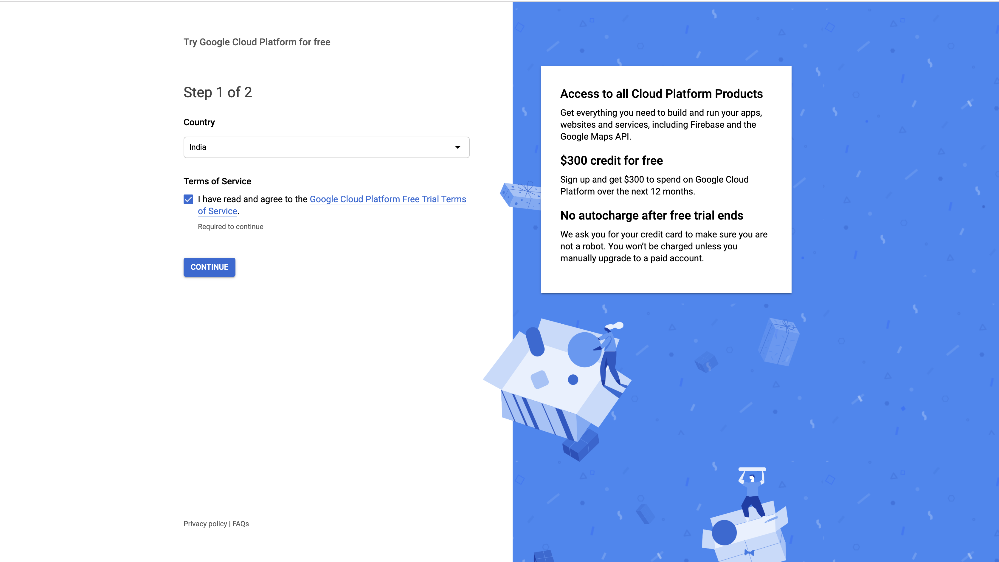 Try Google Cloud Platform for free
Step 1 of 2
Country
India
Terms of Service
I have read and agree to the Google Cloud Platform Free Trial Terms
of Service.
Required to continue
CONTINUE
Privacy policy | FAQs
Access to all Cloud Platform Products
Get everything you need to build and run your apps,
websites and services, including Firebase and the
Google Maps API.
$300 credit for free
Sign up and get $300 to spend on Google Cloud
Platform over the next 12 months.
No autocharge after free trial ends
We ask you for your credit card to make sure you are
not a robot. You won’t be charged unless you
manually upgrade to a paid account.